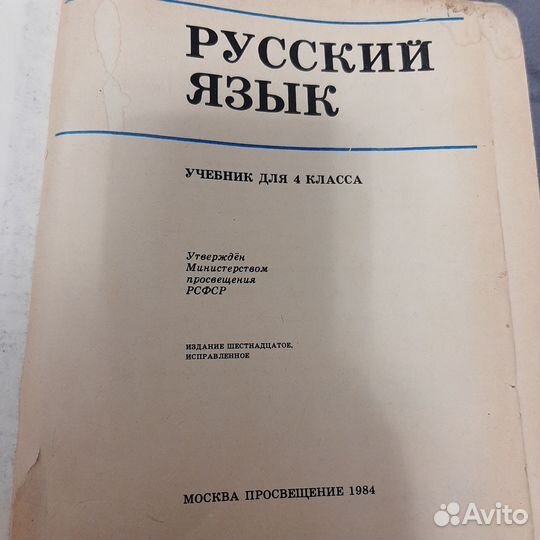 РУССКИЙ
ЯЗЫК
УЧЕБНИК ДЛЯ 4 КЛАССА
Утверждён
Министерством
просвещения
РСФСР
ИЗДАНИЕ ШЕСТНАДЦАТОЕ,
ИСПРАВЛЕННОЕ
МОСКВА ПРОСВЕЩЕНИЕ 1984
Avito